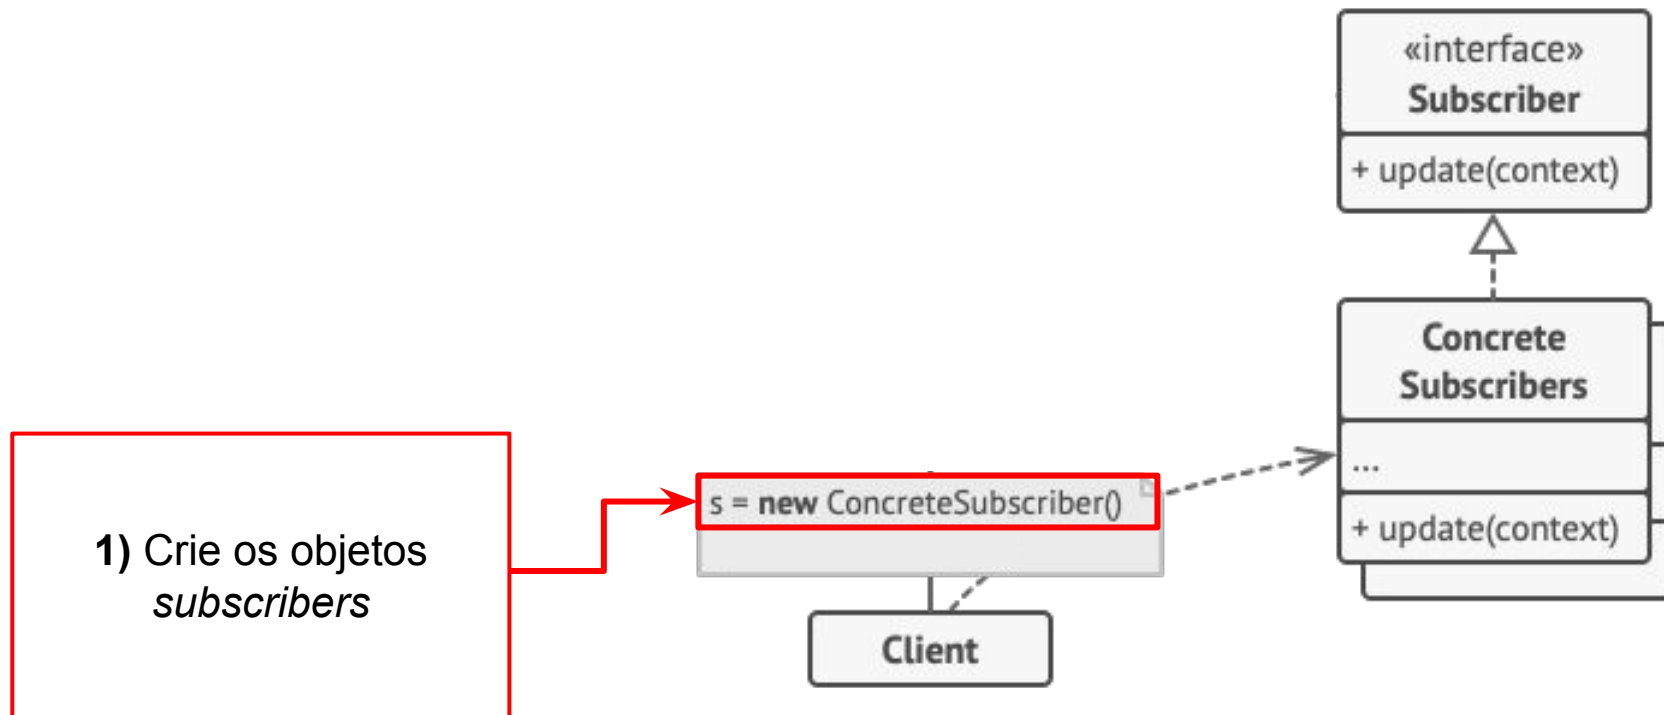 «interface»
Subscriber
+ update(context)
Concrete
Subscribers
...
+ update(context)
s = new ConcreteSubscriber()
1) Crie os objetos
subscribers
Client